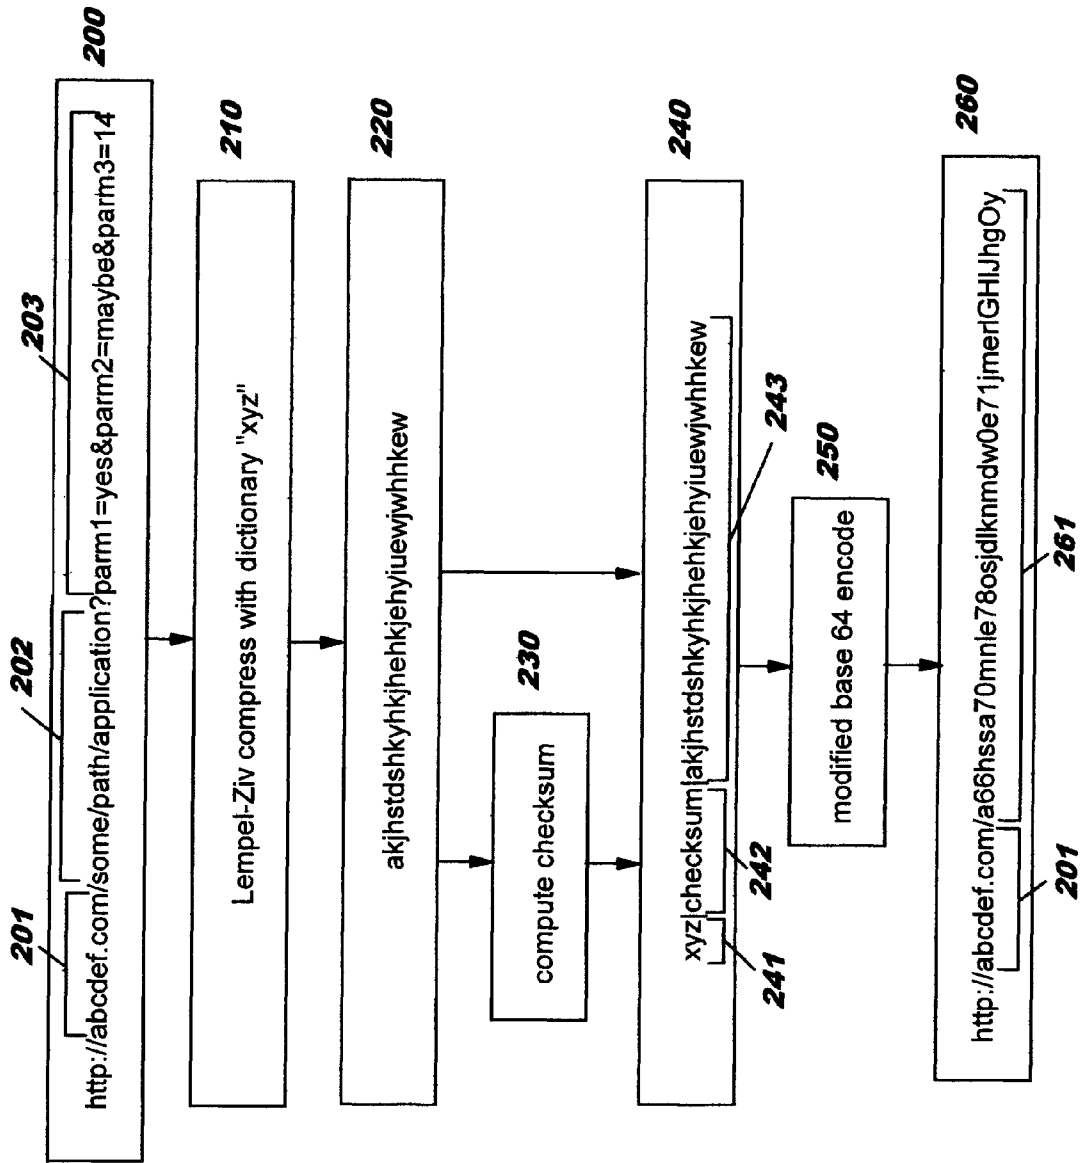 200
201
202
203
http://abcdef.com/some/path/application?parm1=yes&parm2=maybe&parm3=14
210
Lempel-Ziv compress with dictionary "xyz"
220
akjhstdshkyhkjhehkjehyiuewjwhhkew
230
compute checksum
240
xyz|checksum|akjhstdshkyhkjhehkjehyiuewjwhhkew
241
242
243
250
modified base 64 encode
260
http://abcdef.com/a66hssa70mnle78osjdlknmdw0e71jmerlGHIJhgOy
201
261